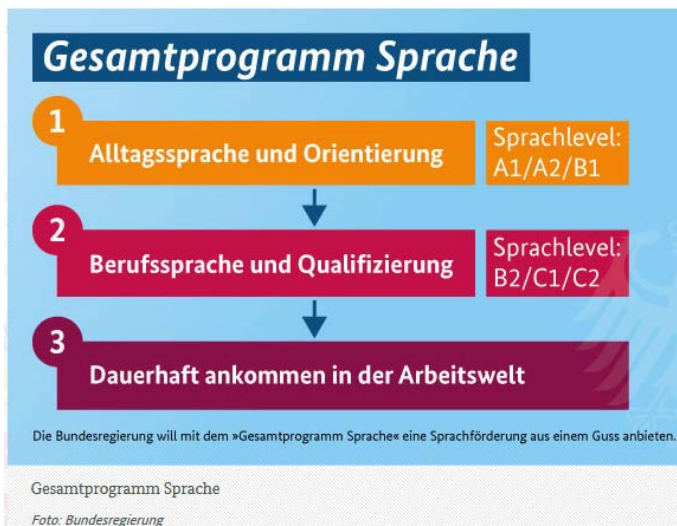 Gesamtprogramm Sprache
1
Alltagssprache und Orientierung
Sprachlevel:
A1/A2/B1
2
Berufssprache und Qualifizierung
Sprachlevel:
B2/C1/C2
3
Dauerhaft ankommen in der Arbeitswelt
Die Bundesregierung will mit dem »Gesamtprogramm Sprache« eine Sprachförderung aus einem Guss anbieten.
Gesamtprogramm Sprache
Foto: Bundesregierung